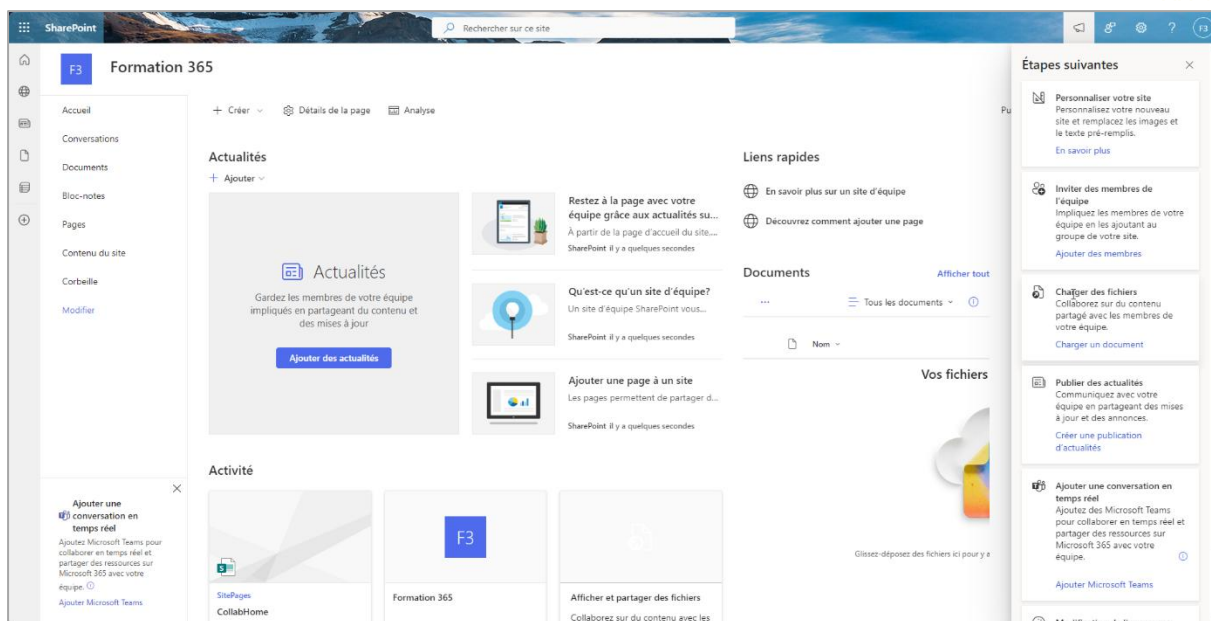 SharePoint
Rechercher sur ce site
?
F3
F3
Formation 365
Accueil
Conversations
Documents
Bloc-notes
Pages
Contenu du site
Corbeille
Modifier
Ajouter une
conversation en
temps réel
Ajoutez Microsoft Teams pour
collaborer en temps réel et
partager des ressources sur
Microsoft 365 avec votre
équipe.
Ajouter Microsoft Teams
+ Créer
Détails de la page
Analyse
Pu
Actualités
+ Ajouter
Actualités
Gardez les membres de votre équipe
impliqués en partageant du contenu et
des mises à jour
Ajouter des actualités
Restez à la page avec votre
équipe grâce aux actualités su...
À partir de la page d'accueil du site,...
SharePoint il y a quelques secondes
Qu'est-ce qu'un site d'équipe?
Un site d'équipe SharePoint vous...
SharePoint il y a quelques secondes
Ajouter une page à un site
Les pages permettent de partager d...
SharePoint il y a quelques secondes
Activité
S
SitePages
CollabHome
F3
Formation 365
Afficher et partager des fichiers
Collaborez sur du contenu avec les
Liens rapides
En savoir plus sur un site d'équipe
Découvrez comment ajouter une page
Documents
Afficher tout
...
Tous les documents
Nom
Vos fichiers
Glissez-déposez des fichiers ici pour y a
Étapes suivantes
Personnaliser votre site
Personnalisez votre nouveau
site et remplacez les images et
le texte pré-remplis.
En savoir plus
Inviter des membres de
l'équipe
Impliquez les membres de votre
équipe en les ajoutant au
groupe de votre site.
Ajouter des membres
Charger des fichiers
Collaborez sur du contenu
partagé avec les membres de
votre équipe.
Charger un document
Publier des actualités
Communiquez avec votre
équipe en partageant des mises
à jour et des annonces.
Créer une publication
d'actualités
Ajouter une conversation en
temps réel
Ajoutez des Microsoft Teams
pour collaborer en temps réel et
partager des ressources sur
Microsoft 365 avec votre
équipe.
Ajouter Microsoft Teams